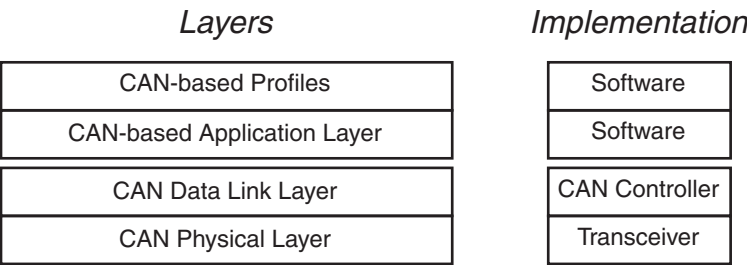 Layers Implementation
CAN-based Profiles Software
CAN-based Application Layer Software
CAN Data Link Layer CAN Controller
CAN Physical Layer Transceiver